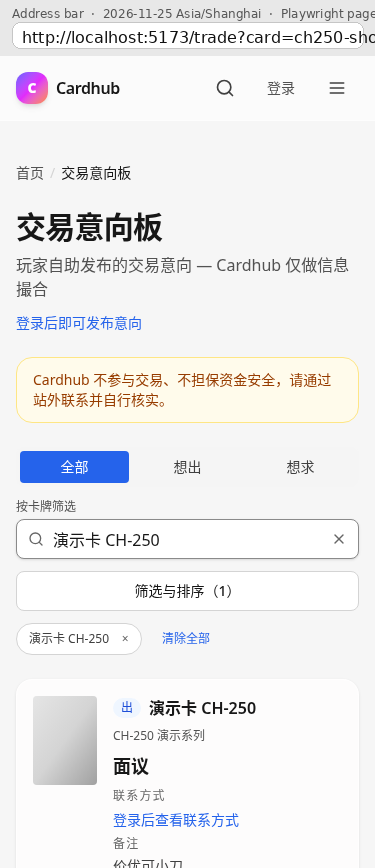 Address bar · 2026-11-25 Asia/Shanghai · Playwright page
http://localhost:5173/trade?card=ch250-sho
C Cardhub 登录
首页 / 交易意向板
交易意向板
玩家自助发布的交易意向 — Cardhub 仅做信息
撮合
登录后即可发布意向
Cardhub 不参与交易、不担保资金安全，请通过
站外联系并自行核实。
全部 想出 想求
按卡牌筛选
演示卡 CH-250 ×
筛选与排序（1）
演示卡 CH-250 × 清除全部
出 演示卡 CH-250
CH-250 演示系列
面议
联系方式
登录后查看联系方式
备注
价优可小刀